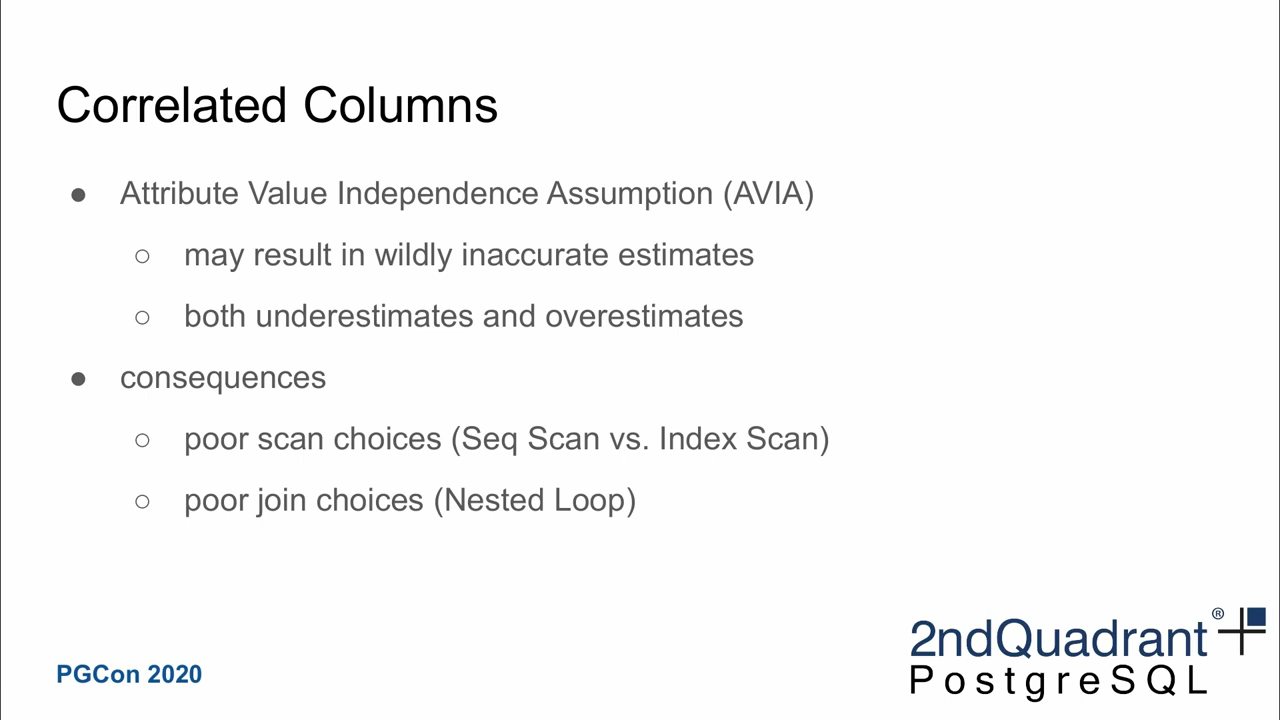 Correlated Columns
● Attribute Value Independence Assumption (AVIA)
○ may result in wildly inaccurate estimates
○ both underestimates and overestimates
● consequences
○ poor scan choices (Seq Scan vs. Index Scan)
○ poor join choices (Nested Loop)
PGCon 2020
2ndQuadrant®
PostgreSQL